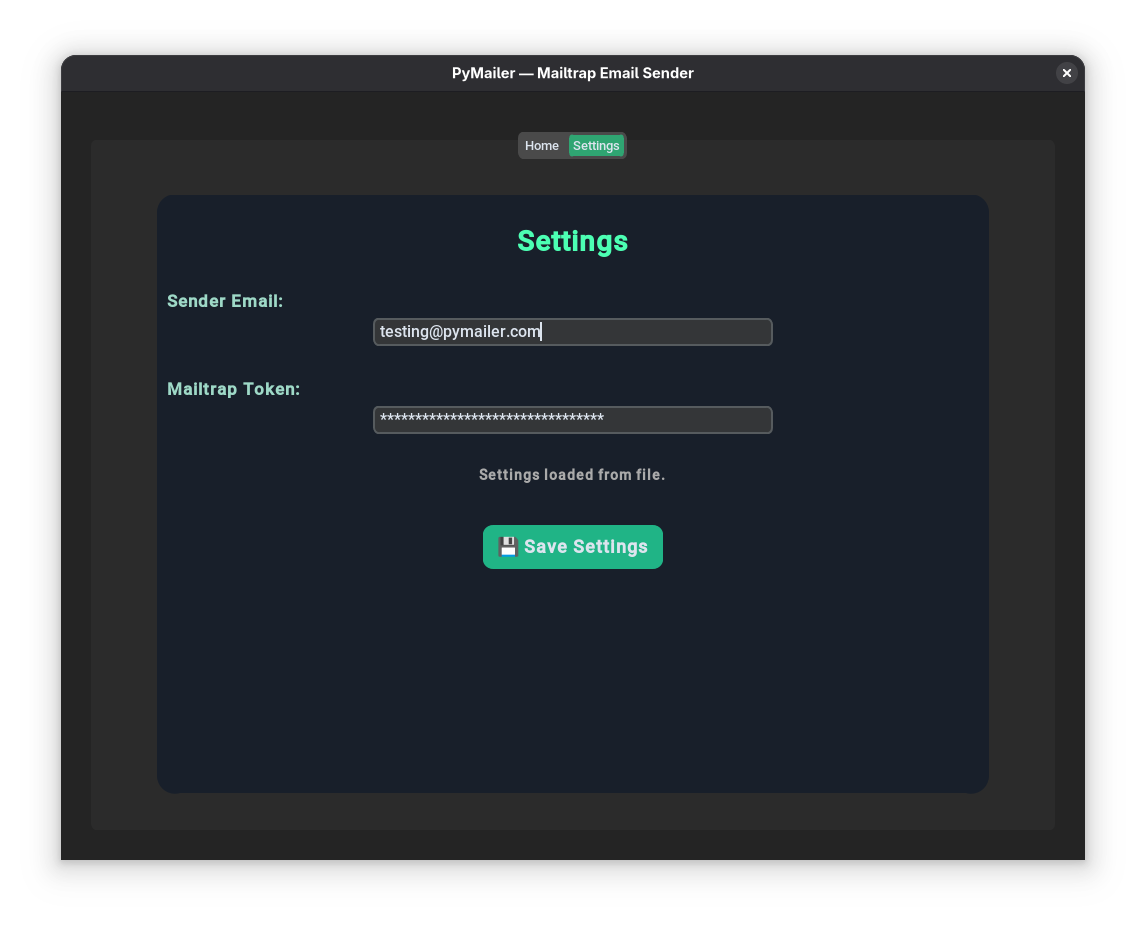 PyMailer — Mailtrap Email Sender
Home Settings
Settings
Sender Email:
testing@pymailer.com
Mailtrap Token:
********************************
Settings loaded from file.
💾 Save Settings